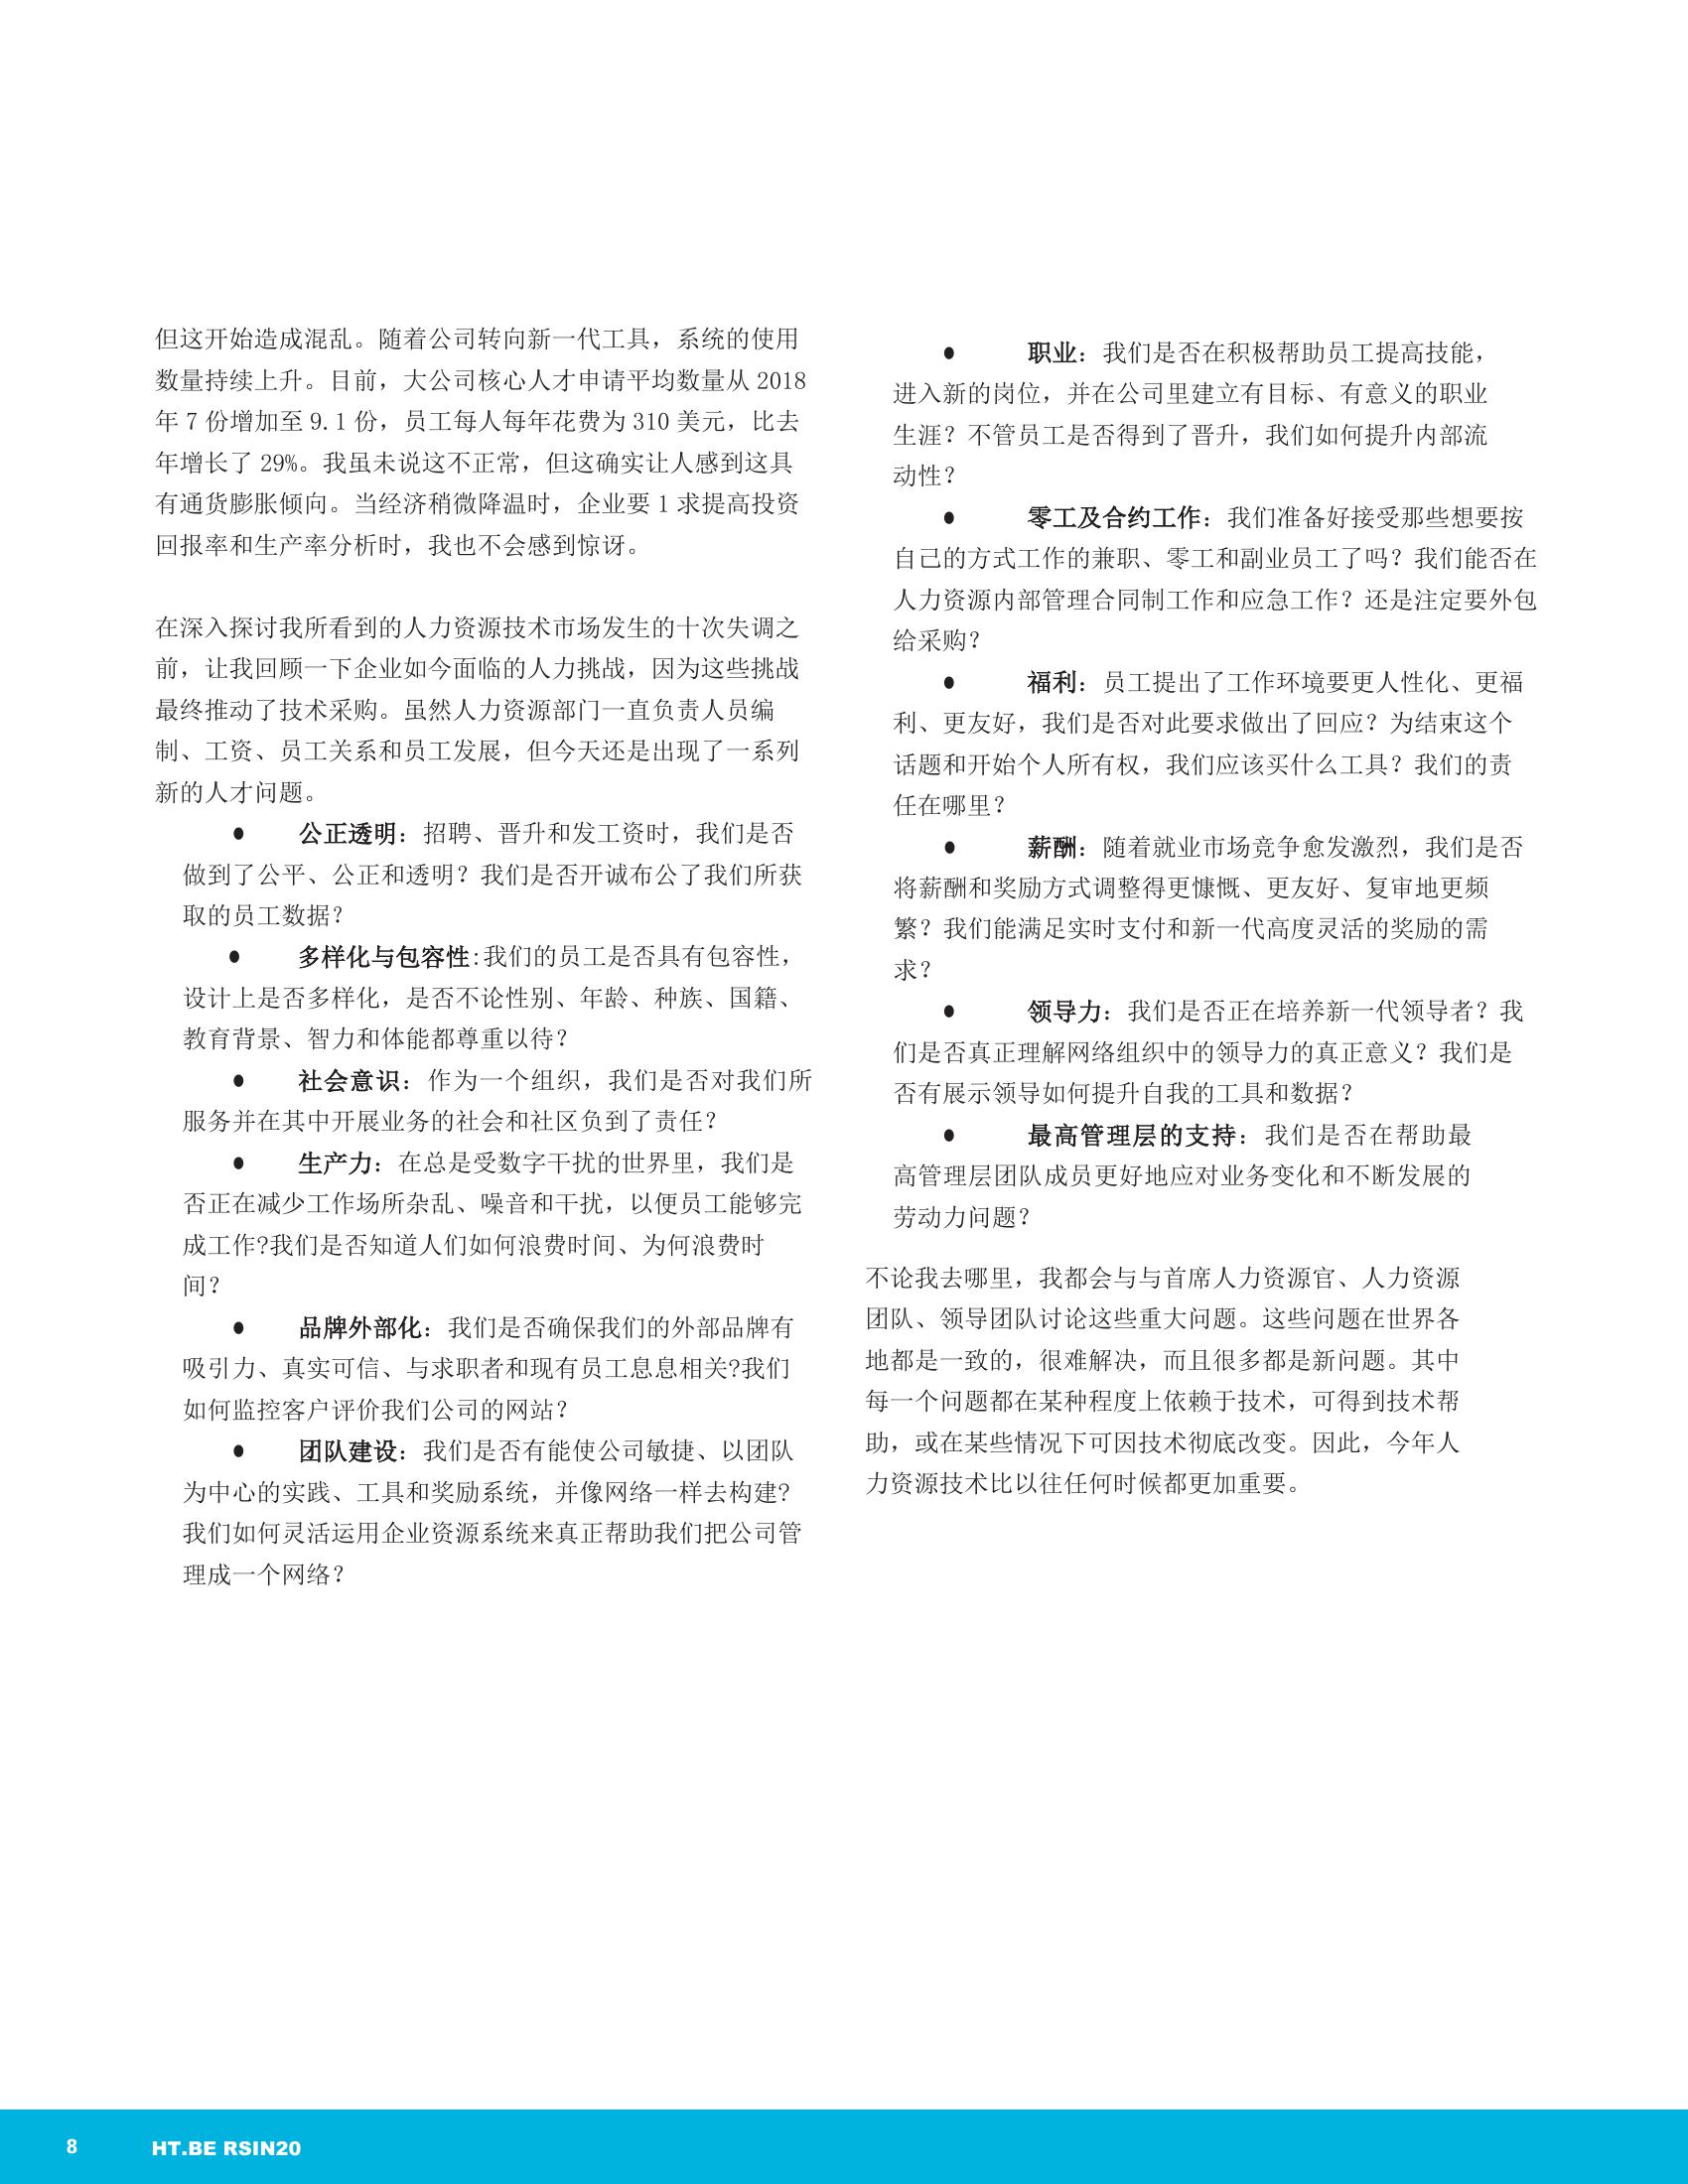 但这开始造成混乱。随着公司转向新一代工具，系统的使用
数量持续上升。目前，大公司核心人才申请平均数量从 2018
年 7 份增加至 9.1 份，员工每人每年花费为 310 美元，比去
年增长了 29%。我虽未说这不正常，但这确实让人感到这具
有通货膨胀倾向。当经济稍微降温时，企业要 1 求提高投资
回报率和生产率分析时，我也不会感到惊讶。
在深入探讨我所看到的人力资源技术市场发生的十次失调之
前，让我回顾一下企业如今面临的人力挑战，因为这些挑战
最终推动了技术采购。虽然人力资源部门一直负责人员编
制、工资、员工关系和员工发展，但今天还是出现了一系列
新的人才问题。
● 公正透明：招聘、晋升和发工资时，我们是否
做到了公平、公正和透明？我们是否开诚布公了我们所获
取的员工数据？
● 多样化与包容性:我们的员工是否具有包容性，
设计上是否多样化，是否不论性别、年龄、种族、国籍、
教育背景、智力和体能都尊重以待？
● 社会意识：作为一个组织，我们是否对我们所
服务并在其中开展业务的社会和社区负到了责任？
● 生产力：在总是受数字干扰的世界里，我们是
否正在减少工作场所杂乱、噪音和干扰，以便员工能够完
成工作?我们是否知道人们如何浪费时间、为何浪费时
间？
● 品牌外部化：我们是否确保我们的外部品牌有
吸引力、真实可信、与求职者和现有员工息息相关?我们
如何监控客户评价我们公司的网站？
● 团队建设：我们是否有能使公司敏捷、以团队
为中心的实践、工具和奖励系统，并像网络一样去构建?
我们如何灵活运用企业资源系统来真正帮助我们把公司管
理成一个网络？
● 职业：我们是否在积极帮助员工提高技能，
进入新的岗位，并在公司里建立有目标、有意义的职业
生涯？不管员工是否得到了晋升，我们如何提升内部流
动性？
● 零工及合约工作：我们准备好接受那些想要按
自己的方式工作的兼职、零工和副业员工了吗？我们能否在
人力资源内部管理合同制工作和应急工作？还是注定要外包
给采购？
● 福利：员工提出了工作环境要更人性化、更福
利、更友好，我们是否对此要求做出了回应？为结束这个
话题和开始个人所有权，我们应该买什么工具？我们的责
任在哪里？
● 薪酬：随着就业市场竞争愈发激烈，我们是否
将薪酬和奖励方式调整得更慷慨、更友好、复审地更频
繁？我们能满足实时支付和新一代高度灵活的奖励的需
求？
● 领导力：我们是否正在培养新一代领导者？我
们是否真正理解网络组织中的领导力的真正意义？我们是
否有展示领导如何提升自我的工具和数据？
● 最高管理层的支持：我们是否在帮助最
高管理层团队成员更好地应对业务变化和不断发展的
劳动力问题？
不论我去哪里，我都会与与首席人力资源官、人力资源
团队、领导团队讨论这些重大问题。这些问题在世界各
地都是一致的，很难解决，而且很多都是新问题。其中
每一个问题都在某种程度上依赖于技术，可得到技术帮
助，或在某些情况下可因技术彻底改变。因此，今年人
力资源技术比以往任何时候都更加重要。
8 HT.BE RSIN20